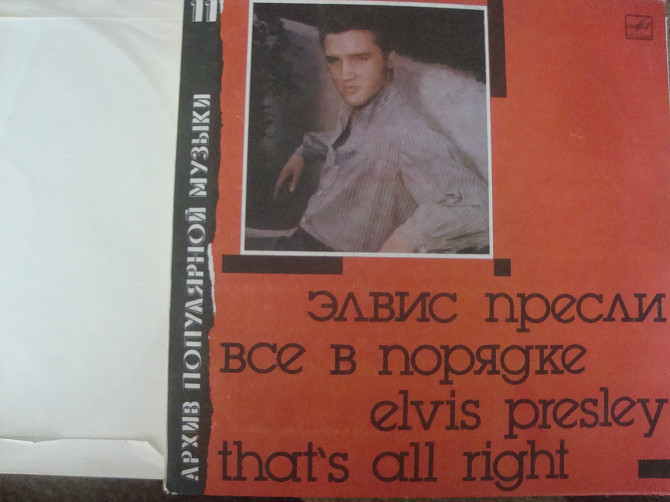 11
АРХИВ ПОПУЛЯРНОЙ МУЗЫКИ
элвис пресли
все в порядке
elvis presley
that's all right